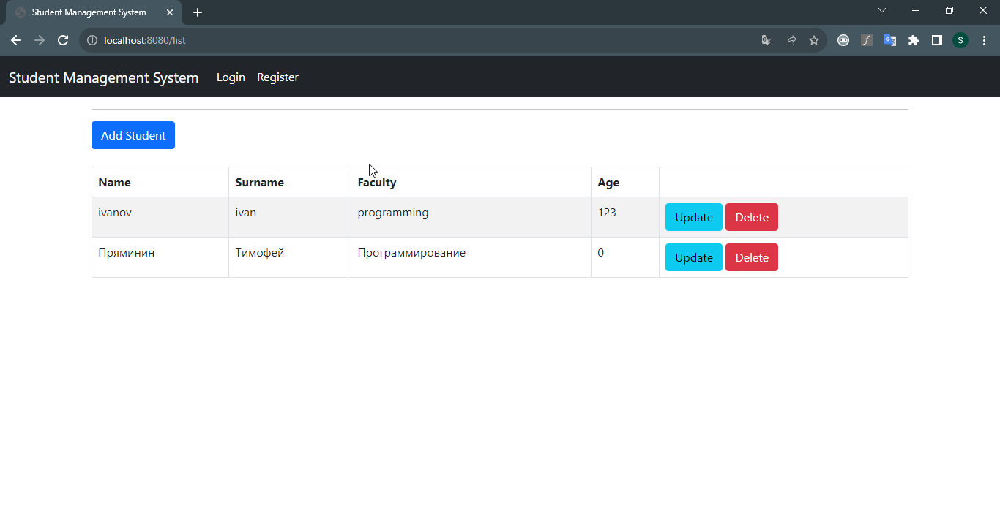 Student Management System
localhost:8080/list
S
Student Management System Login Register
Add Student
Name Surname Faculty Age
ivanov ivan programming 123 Update Delete
Пряминин Тимофей Программирование 0 Update Delete